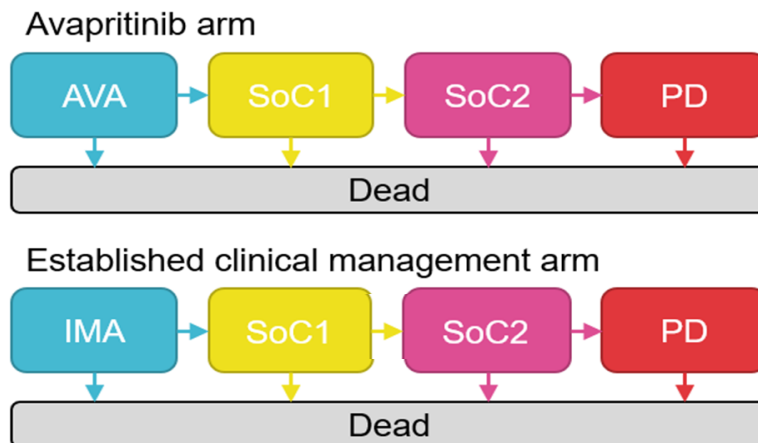 Avapritinib arm
AVA SoC1 SoC2 PD
Dead
Established clinical management arm
IMA SoC1 SoC2 PD
Dead